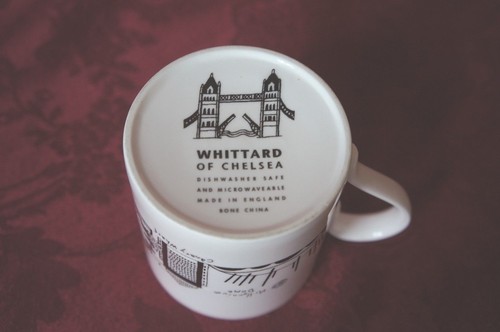 WHITTARD
OF CHELSEA
DISHWASHER SAFE
AND MICROWAVEABLE
MADE IN ENGLAND
BONE CHINA